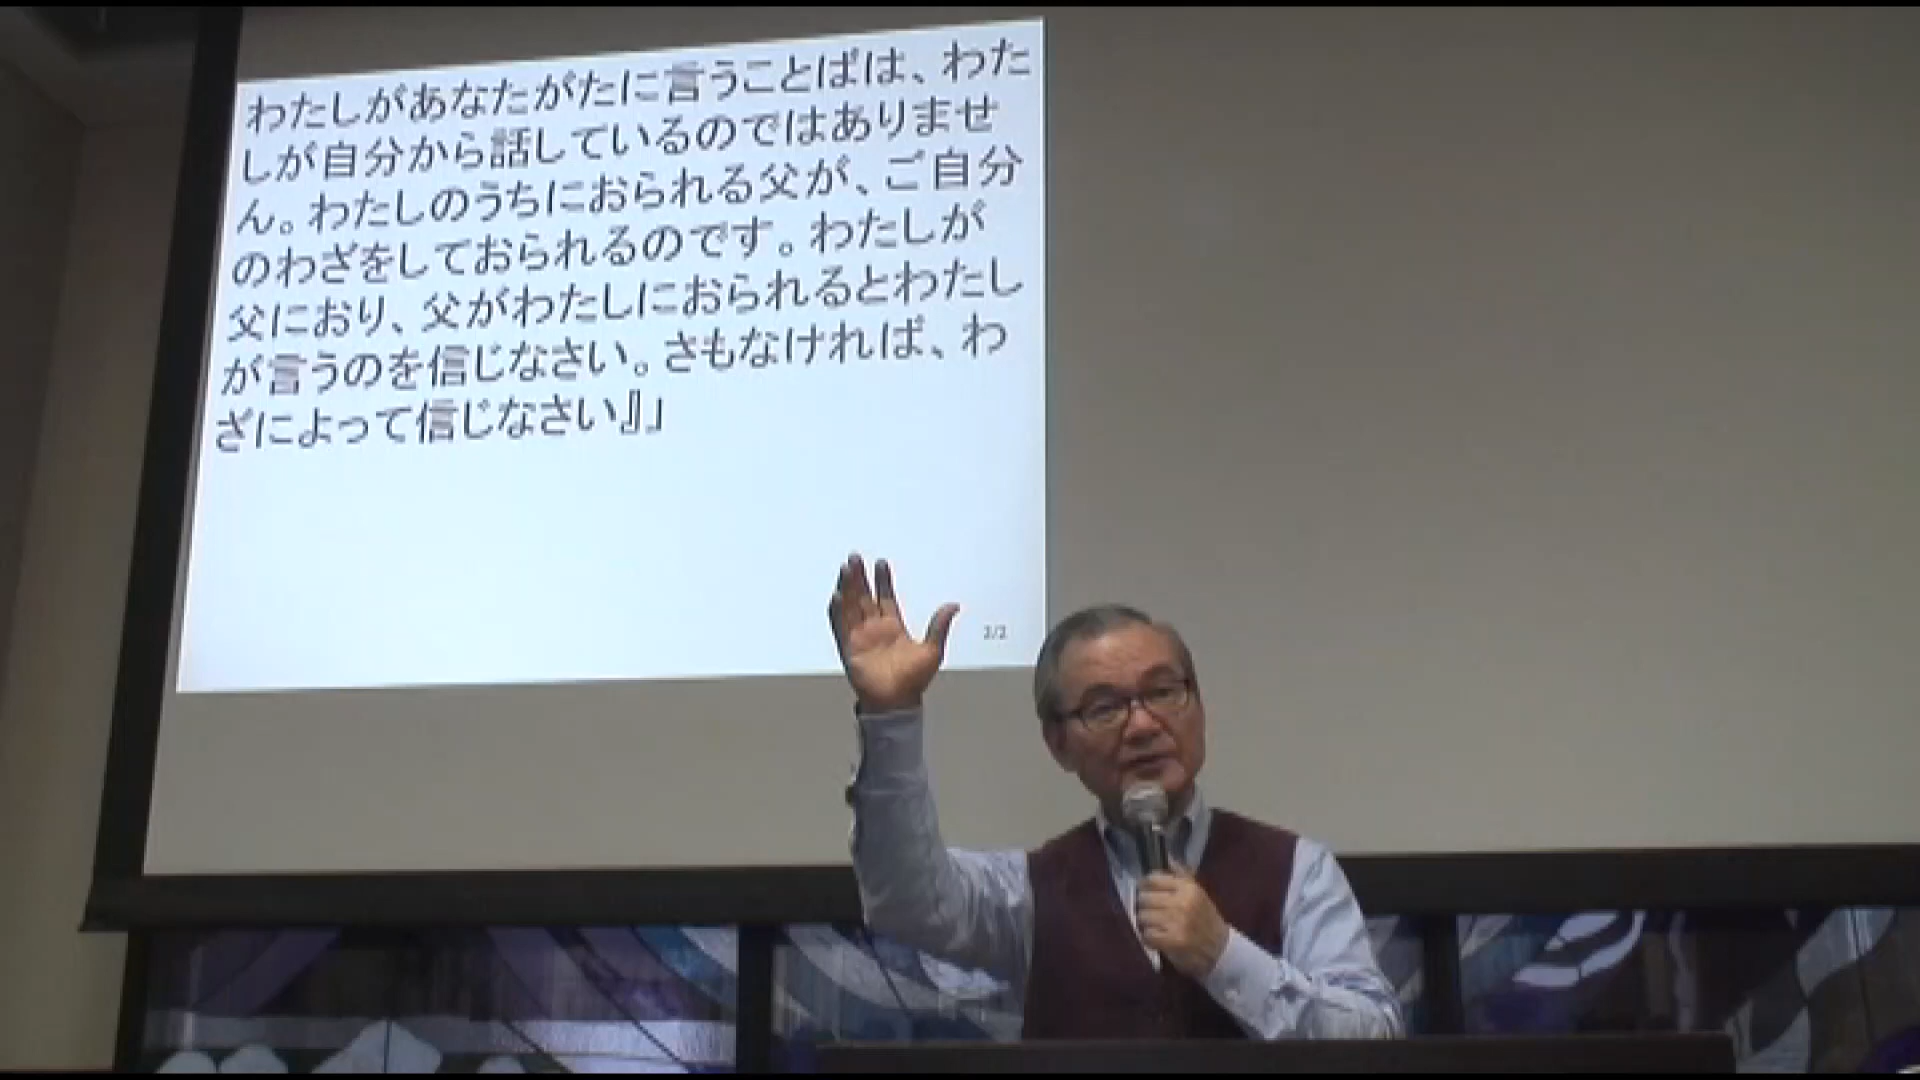 わたしがあなたがたに言うことばは、わた
しが自分から話しているのではありませ
ん。わたしのうちにおられる父が、ご自分
のわざをしておられるのです。わたしが
父におり、父がわたしにおられるとわたし
が言うのを信じなさい。さもなければ、わ
ざによって信じなさい』」
2/2